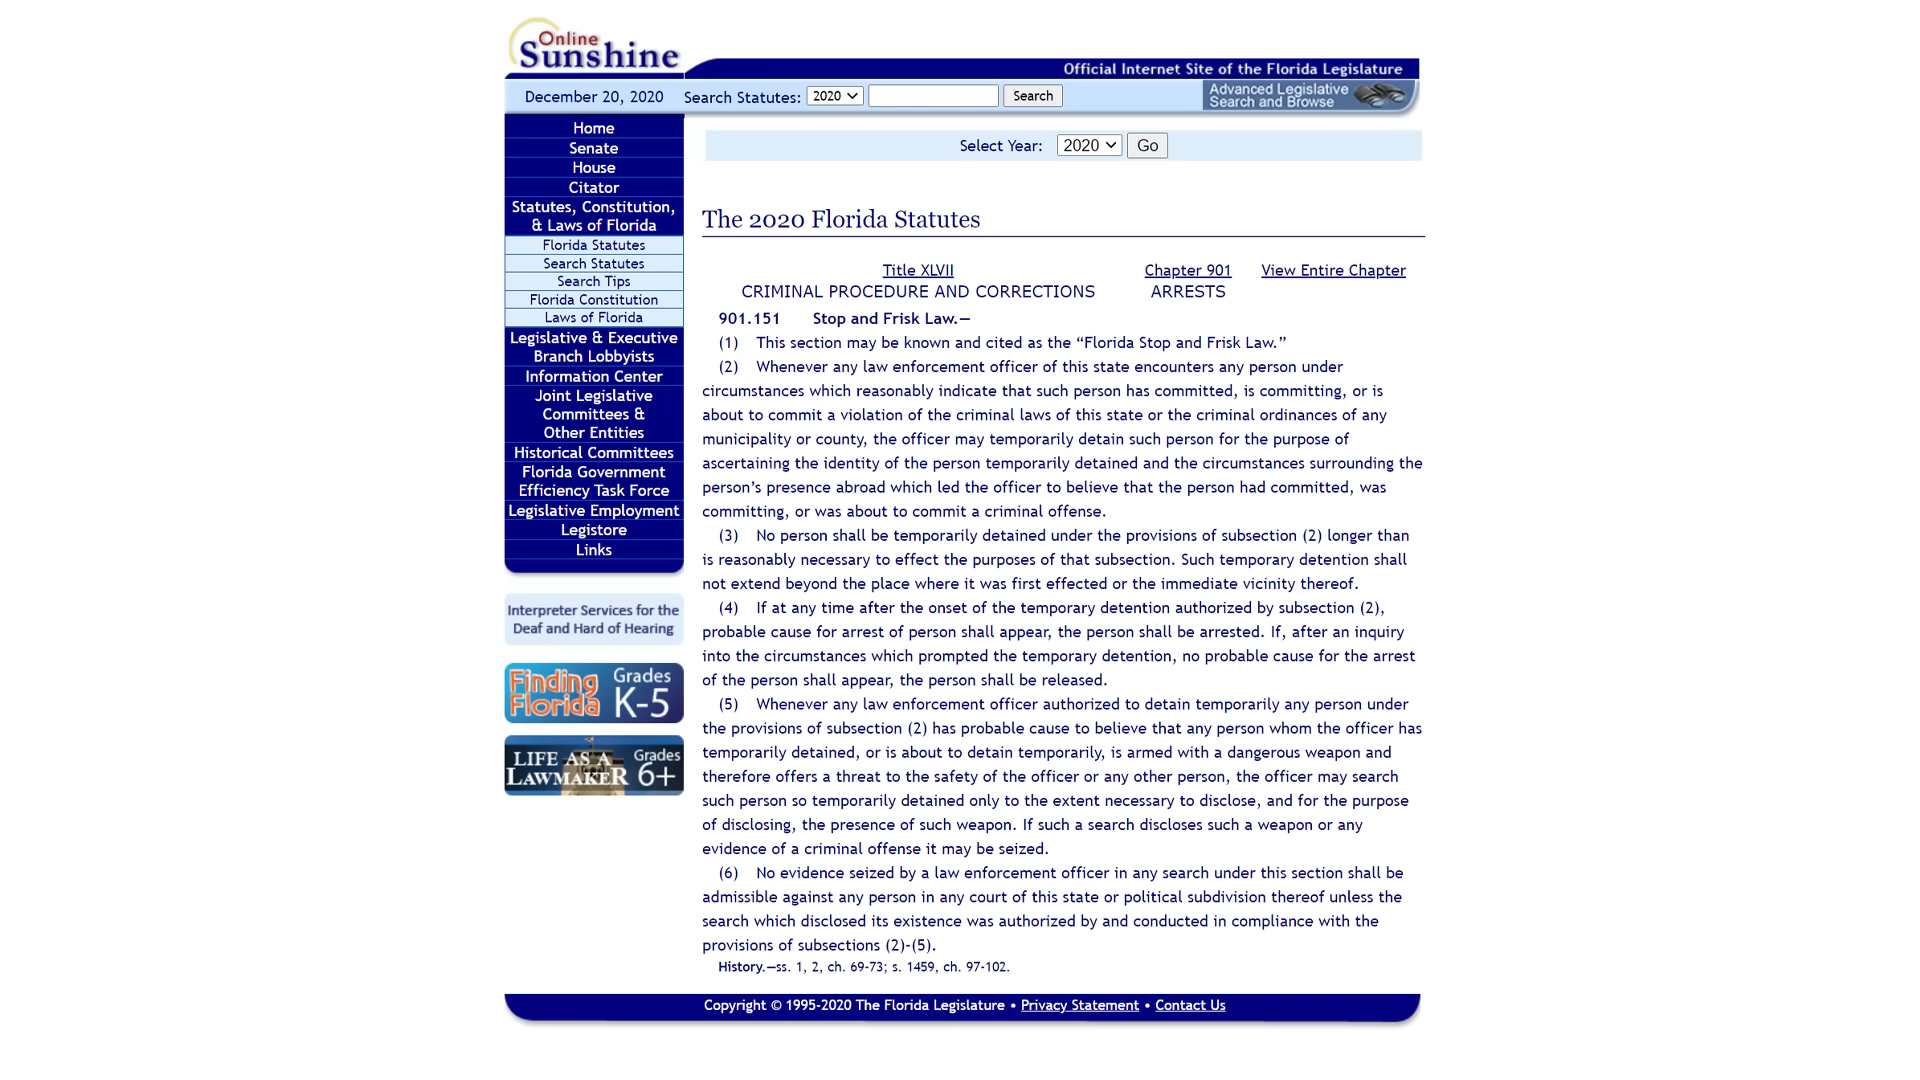 Online
Sunshine
Official Internet Site of the Florida Legislature
December 20, 2020 Search Statutes: 2020 Search
Advanced Legislative
Search and Browse
Home
Senate
House
Citator
Statutes, Constitution,
& Laws of Florida
Florida Statutes
Search Statutes
Search Tips
Florida Constitution
Laws of Florida
Legislative & Executive
Branch Lobbyists
Information Center
Joint Legislative
Committees &
Other Entities
Historical Committees
Florida Government
Efficiency Task Force
Legislative Employment
Legistore
Links
Interpreter Services for the
Deaf and Hard of Hearing
Finding
Florida
Grades
K-5
LIFE AS A
LAWMAKER
Grades
6+
Select Year: 2020 Go
The 2020 Florida Statutes
Title XLVII Chapter 901 View Entire Chapter
CRIMINAL PROCEDURE AND CORRECTIONS ARRESTS
901.151 Stop and Frisk Law.—
(1) This section may be known and cited as the “Florida Stop and Frisk Law.”
(2) Whenever any law enforcement officer of this state encounters any person under
circumstances which reasonably indicate that such person has committed, is committing, or is
about to commit a violation of the criminal laws of this state or the criminal ordinances of any
municipality or county, the officer may temporarily detain such person for the purpose of
ascertaining the identity of the person temporarily detained and the circumstances surrounding the
person’s presence abroad which led the officer to believe that the person had committed, was
committing, or was about to commit a criminal offense.
(3) No person shall be temporarily detained under the provisions of subsection (2) longer than
is reasonably necessary to effect the purposes of that subsection. Such temporary detention shall
not extend beyond the place where it was first effected or the immediate vicinity thereof.
(4) If at any time after the onset of the temporary detention authorized by subsection (2),
probable cause for arrest of person shall appear, the person shall be arrested. If, after an inquiry
into the circumstances which prompted the temporary detention, no probable cause for the arrest
of the person shall appear, the person shall be released.
(5) Whenever any law enforcement officer authorized to detain temporarily any person under
the provisions of subsection (2) has probable cause to believe that any person whom the officer has
temporarily detained, or is about to detain temporarily, is armed with a dangerous weapon and
therefore offers a threat to the safety of the officer or any other person, the officer may search
such person so temporarily detained only to the extent necessary to disclose, and for the purpose
of disclosing, the presence of such weapon. If such a search discloses such a weapon or any
evidence of a criminal offense it may be seized.
(6) No evidence seized by a law enforcement officer in any search under this section shall be
admissible against any person in any court of this state or political subdivision thereof unless the
search which disclosed its existence was authorized by and conducted in compliance with the
provisions of subsections (2)-(5).
History.—ss. 1, 2, ch. 69-73; s. 1459, ch. 97-102.
Copyright © 1995-2020 The Florida Legislature • Privacy Statement • Contact Us